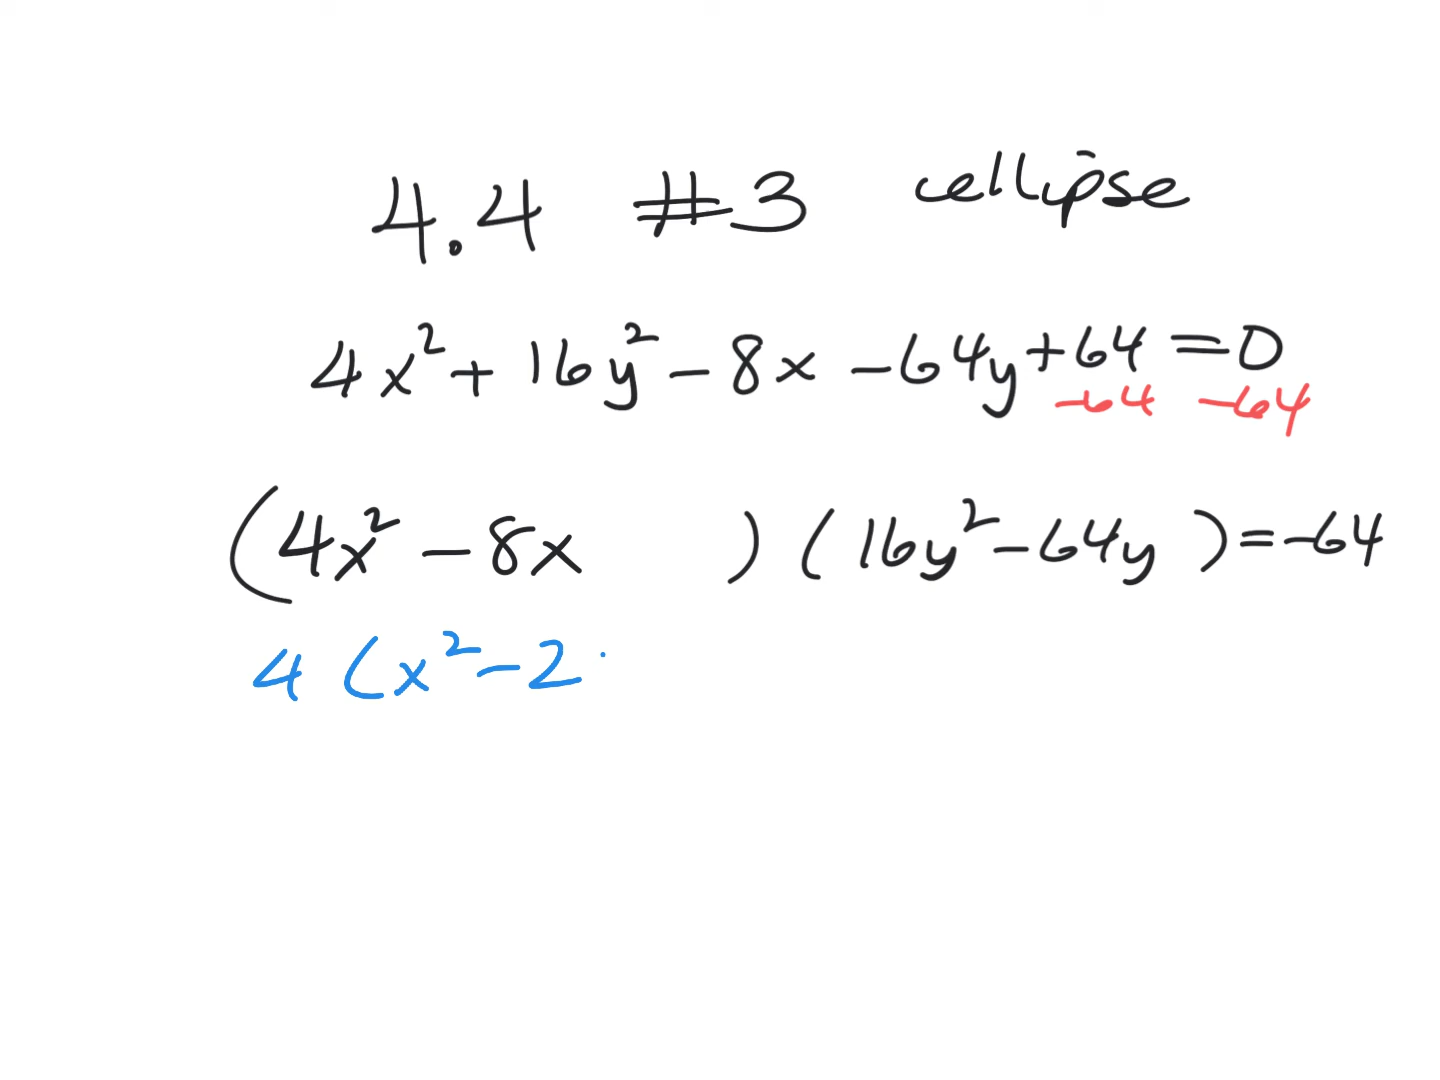 4.4 #3 ellipse
4x² + 16y² - 8x - 64y + 64 = 0
-64 -64
(4x² - 8x ) (16y² - 64y ) = -64
4 (x² - 2